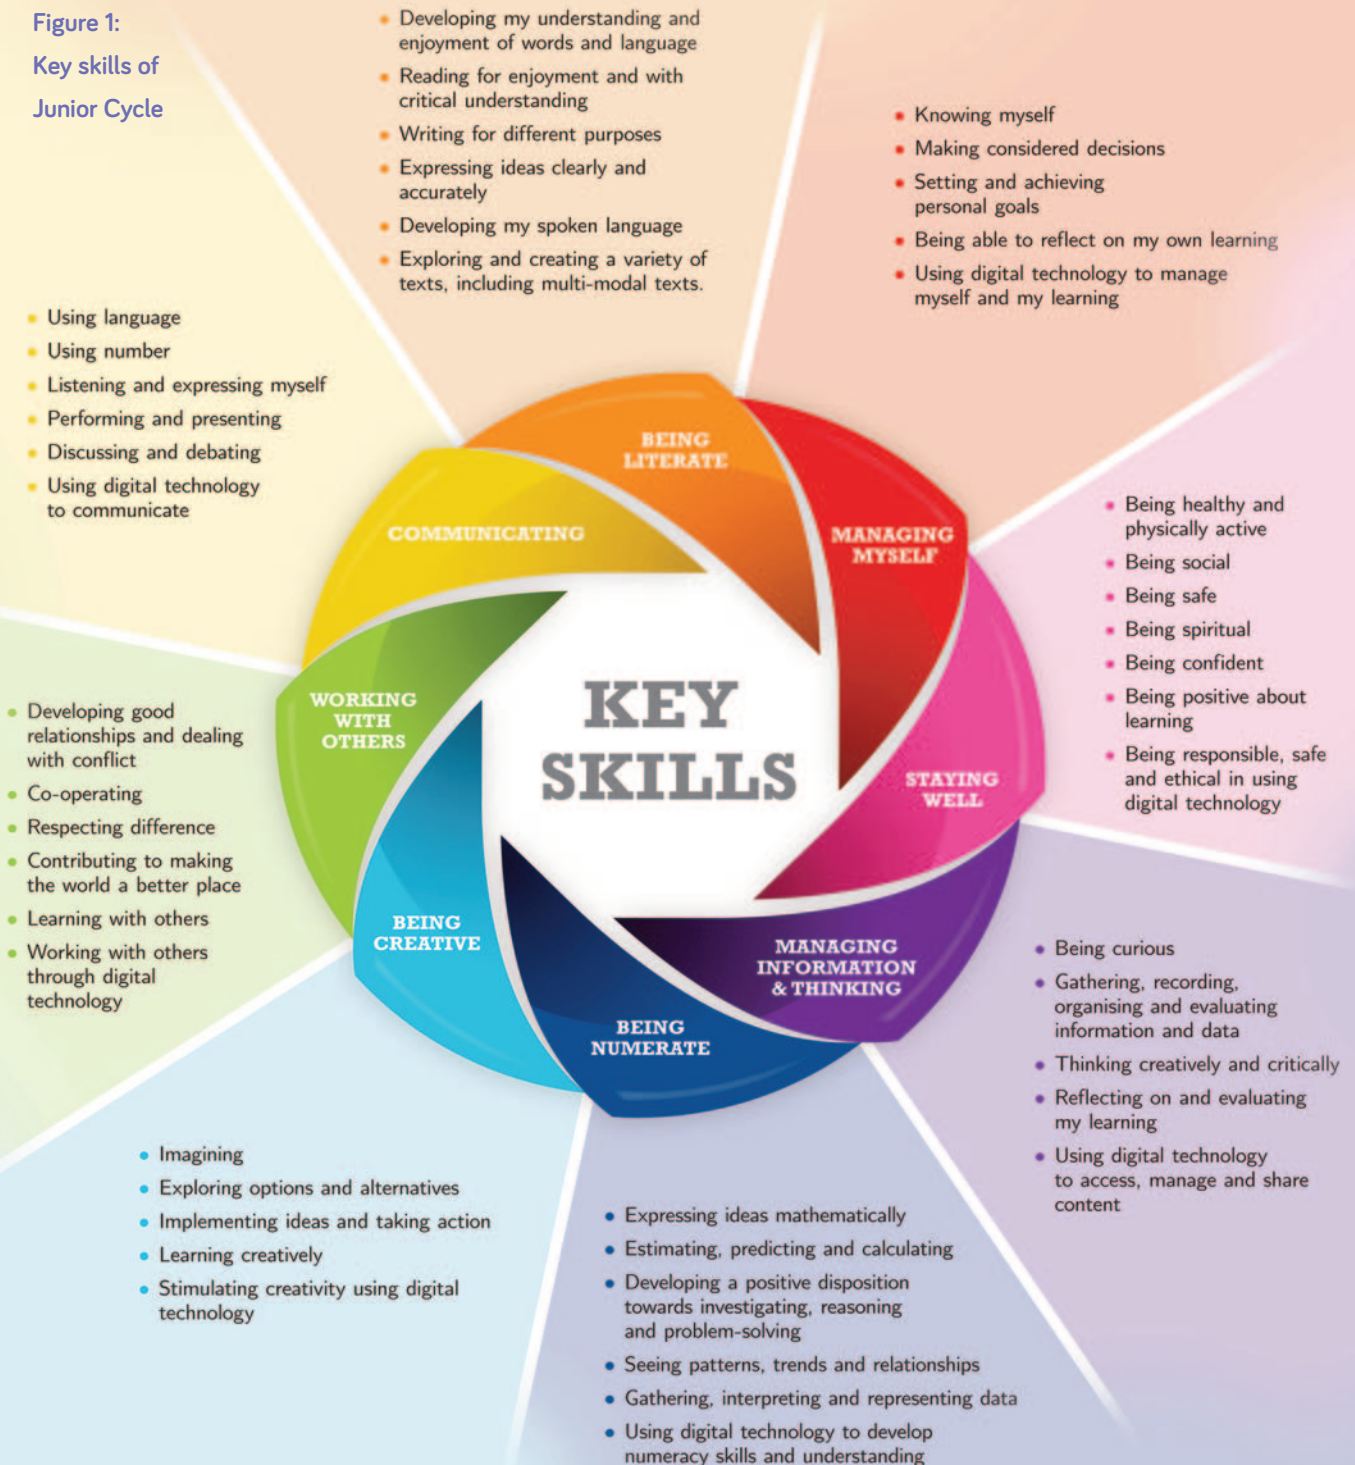 Figure 1:
Key skills of
Junior Cycle
Developing my understanding and
enjoyment of words and language
Reading for enjoyment and with
critical understanding
Writing for different purposes
Expressing ideas clearly and
accurately
Developing my spoken language
Exploring and creating a variety of
texts, including multi-modal texts.
Knowing myself
Making considered decisions
Setting and achieving
personal goals
Being able to reflect on my own learning
Using digital technology to manage
myself and my learning
Using language
Using number
Listening and expressing myself
Performing and presenting
Discussing and debating
Using digital technology
to communicate
BEING
LITERATE
COMMUNICATING
MANAGING
MYSELF
Being healthy and
physically active
Being social
Being safe
Being spiritual
Being confident
Being positive about
learning
Being responsible, safe
and ethical in using
digital technology
KEY
SKILLS
WORKING
WITH
OTHERS
STAYING
WELL
Developing good
relationships and dealing
with conflict
Co-operating
Respecting difference
Contributing to making
the world a better place
Learning with others
Working with others
through digital
technology
BEING
CREATIVE
MANAGING
INFORMATION
& THINKING
BEING
NUMERATE
Being curious
Gathering, recording,
organising and evaluating
information and data
Thinking creatively and critically
Reflecting on and evaluating
my learning
Using digital technology
to access, manage and share
content
Imagining
Exploring options and alternatives
Implementing ideas and taking action
Learning creatively
Stimulating creativity using digital
technology
Expressing ideas mathematically
Estimating, predicting and calculating
Developing a positive disposition
towards investigating, reasoning
and problem-solving
Seeing patterns, trends and relationships
Gathering, interpreting and representing data
Using digital technology to develop
numeracy skills and understanding